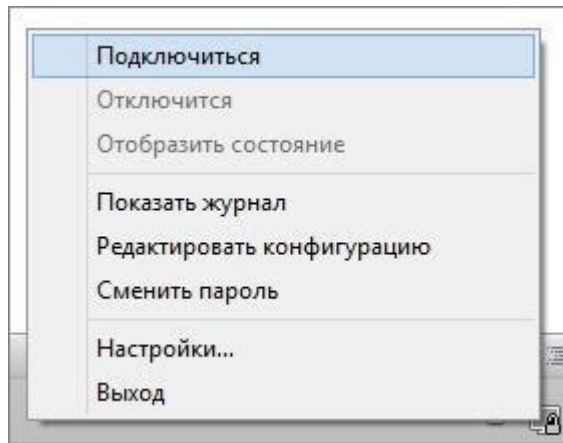 Подключиться
Отключится
Отобразить состояние
Показать журнал
Редактировать конфигурацию
Сменить пароль
Настройки...
Выход